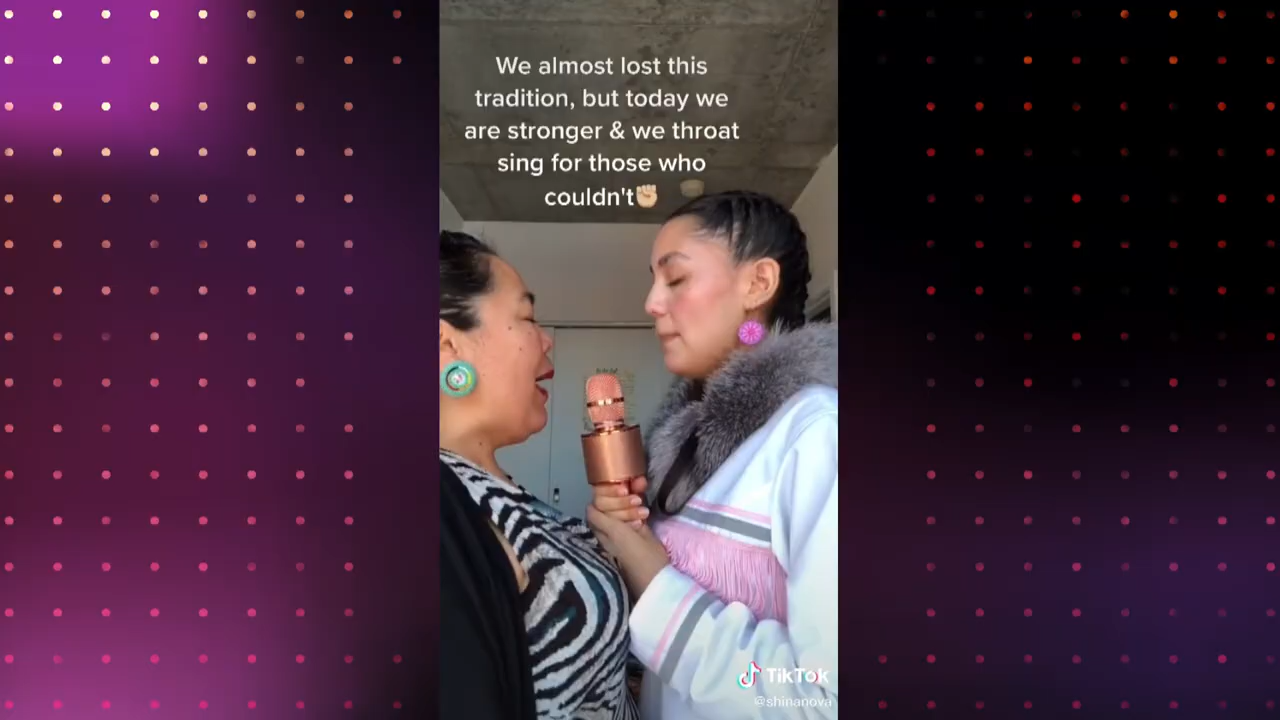 We almost lost this
tradition, but today we
are stronger & we throat
sing for those who
couldn't✊🏼
TikTok
@shinanova